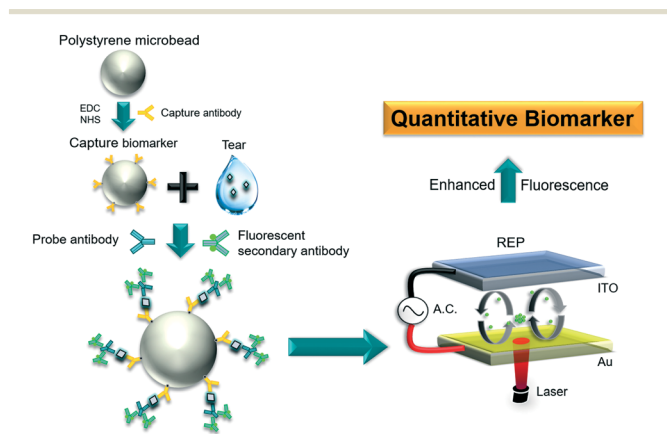 Polystyrene microbead
EDC
NHS
Capture antibody
Capture biomarker
Tear
Probe antibody
Fluorescent
secondary antibody
Quantitative Biomarker
Enhanced
Fluorescence
REP
ITO
A.C.
Au
Laser